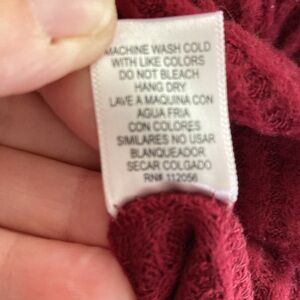 MACHINE WASH COLD
WITH LIKE COLORS
DO NOT BLEACH
HANG DRY
LAVE A MAQUINA CON
AGUA FRIA
CON COLORES
SIMILARES NO USAR
BLANQUEADOR
SECAR COLGADO
RN# 112056